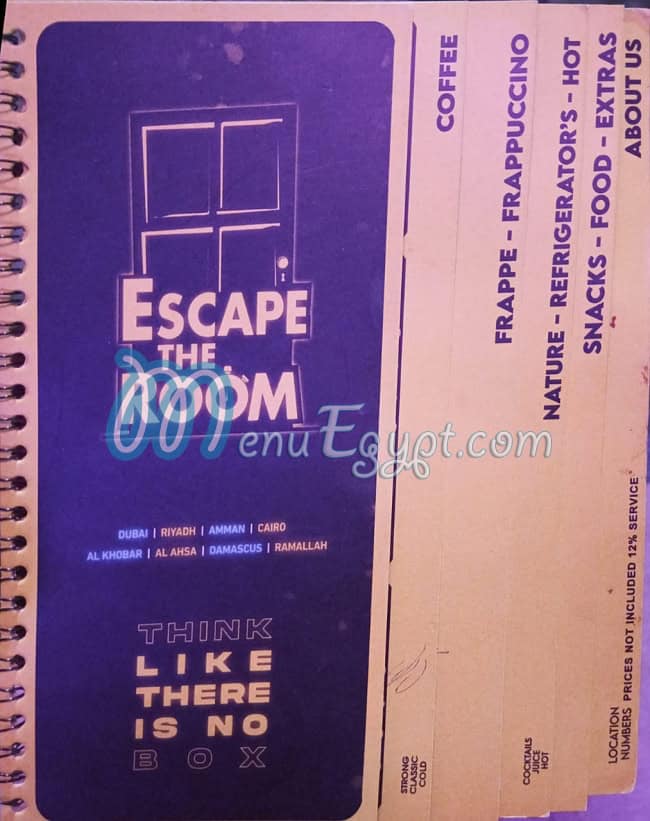 ESCAPE
THE
ROOM
MenuEgypt.com
DUBAI | RIYADH | AMMAN | CAIRO
AL KHOBAR | AL AHSA | DAMASCUS | RAMALLAH
THINK
LIKE
THERE
IS NO
BOX
COFFEE
STRONG
CLASSIC
COLD
FRAPPE - FRAPPUCCINO
COCKTAILS
JUICE
HOT
NATURE - REFRIGERATOR'S - HOT
SNACKS - FOOD - EXTRAS
ABOUT US
LOCATION
NUMBERS PRICES NOT INCLUDED 12% SERVICE